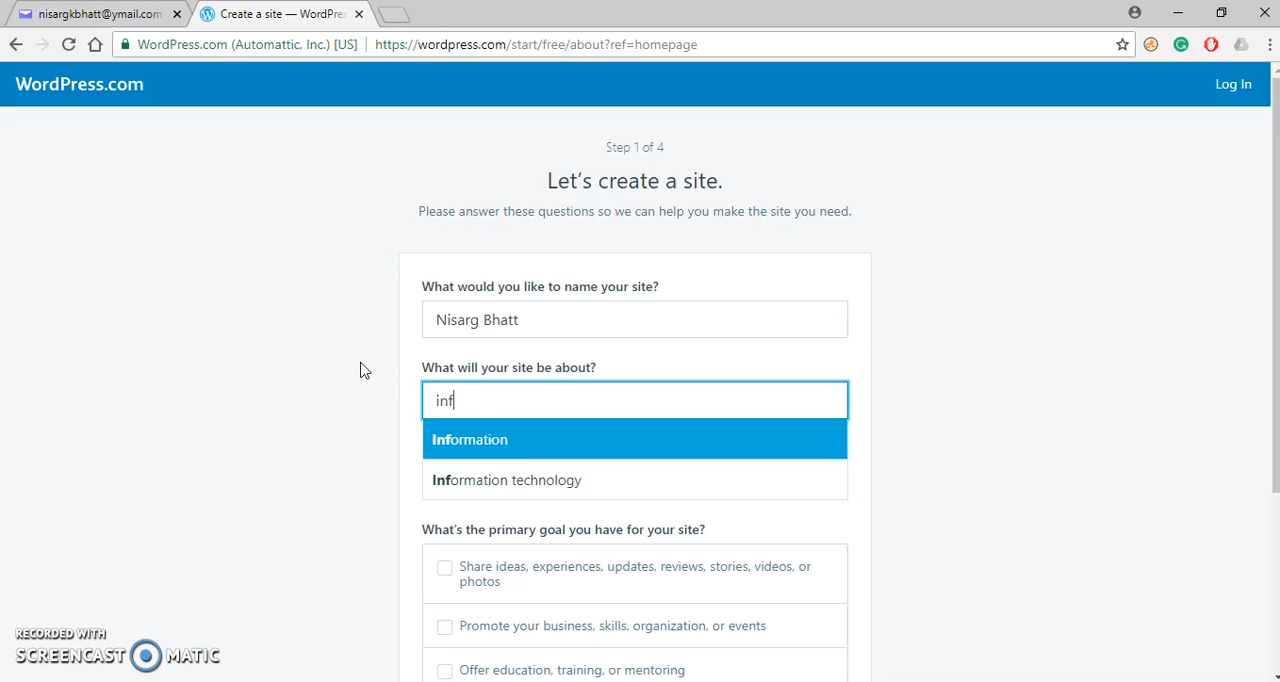 nisargkbhatt@ymail.com
Create a site — WordPre
WordPress.com (Automattic, Inc.) [US]
https://wordpress.com/start/free/about?ref=homepage
WordPress.com
Log In
Step 1 of 4
Let's create a site.
Please answer these questions so we can help you make the site you need.
What would you like to name your site?
Nisarg Bhatt
What will your site be about?
inf
Information
Information technology
What's the primary goal you have for your site?
Share ideas, experiences, updates, reviews, stories, videos, or
photos
Promote your business, skills, organization, or events
Offer education, training, or mentoring
RECORDED WITH
SCREENCAST MATIC